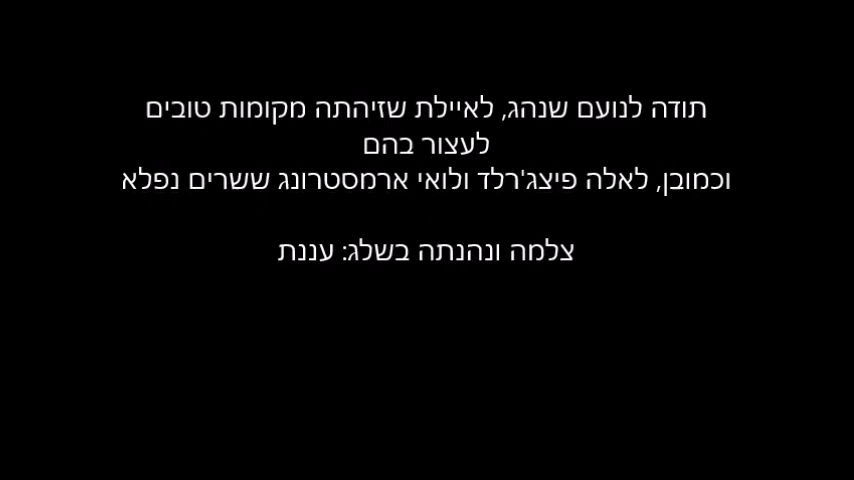 תודה לנועם שנהג, לאיילת שזיהתה מקומות טובים
לעצור בהם
וכמובן, לאלה פיצג'רלד ולואי ארמסטרונג ששרים נפלא
צלמה ונהנתה בשלג: עננת